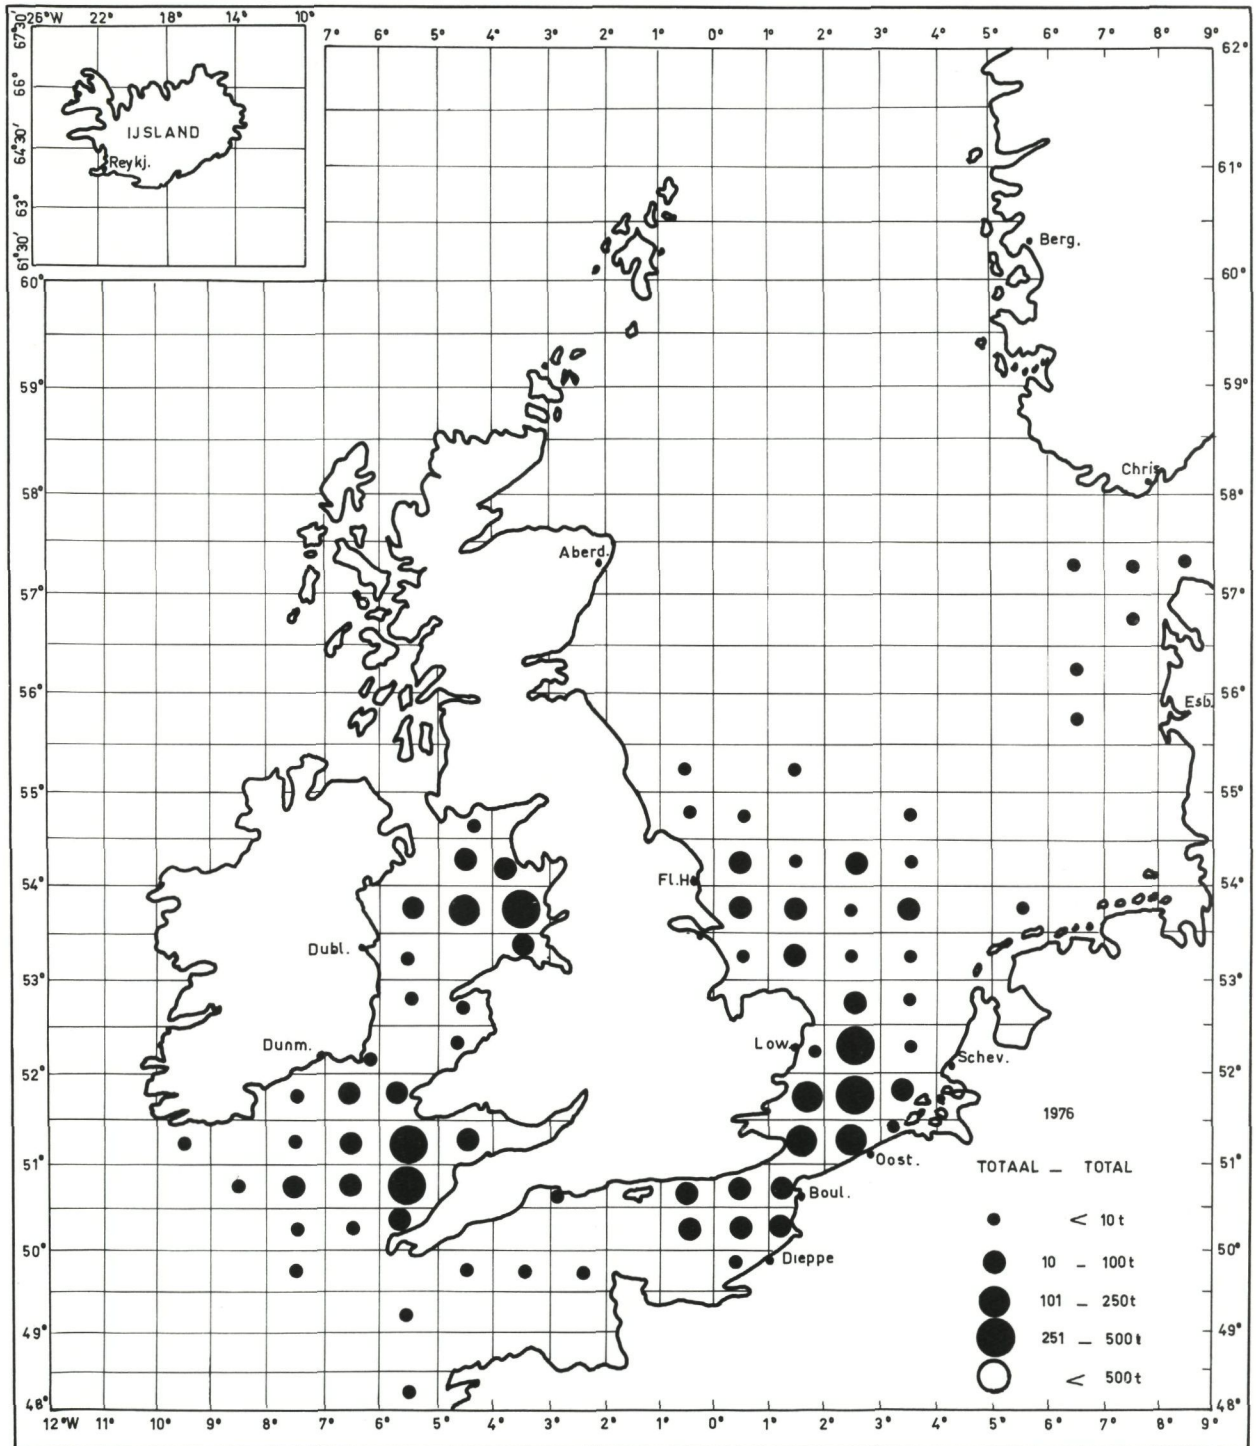 26°W 22° 18° 14° 10°
67°30'
66°
64°30'
63°
61°30'
IJSLAND
Reykj.
7° 6° 5° 4° 3° 2° 1° 0° 1° 2° 3° 4° 5° 6° 7° 8° 9°
62°
61°
Berg.
60° 60°
59° 59°
Chris.
58° 58°
Aberd.
57° 57°
56° 56°
Esb.
55° 55°
Fl.H
54° 54°
Dubl.
53° 53°
Dunm. Low. Schev.
52° 52°
1976
Oost.
51° 51°
TOTAAL – TOTAL
Boul.
< 10t
50° 50°
Dieppe
10 – 100t
101 – 250t
49° 49°
251 – 500t
< 500t
48° 48°
12°W 11° 10° 9° 8° 7° 6° 5° 4° 3° 2° 1° 0° 1° 2° 3° 4° 5° 6° 7° 8° 9°